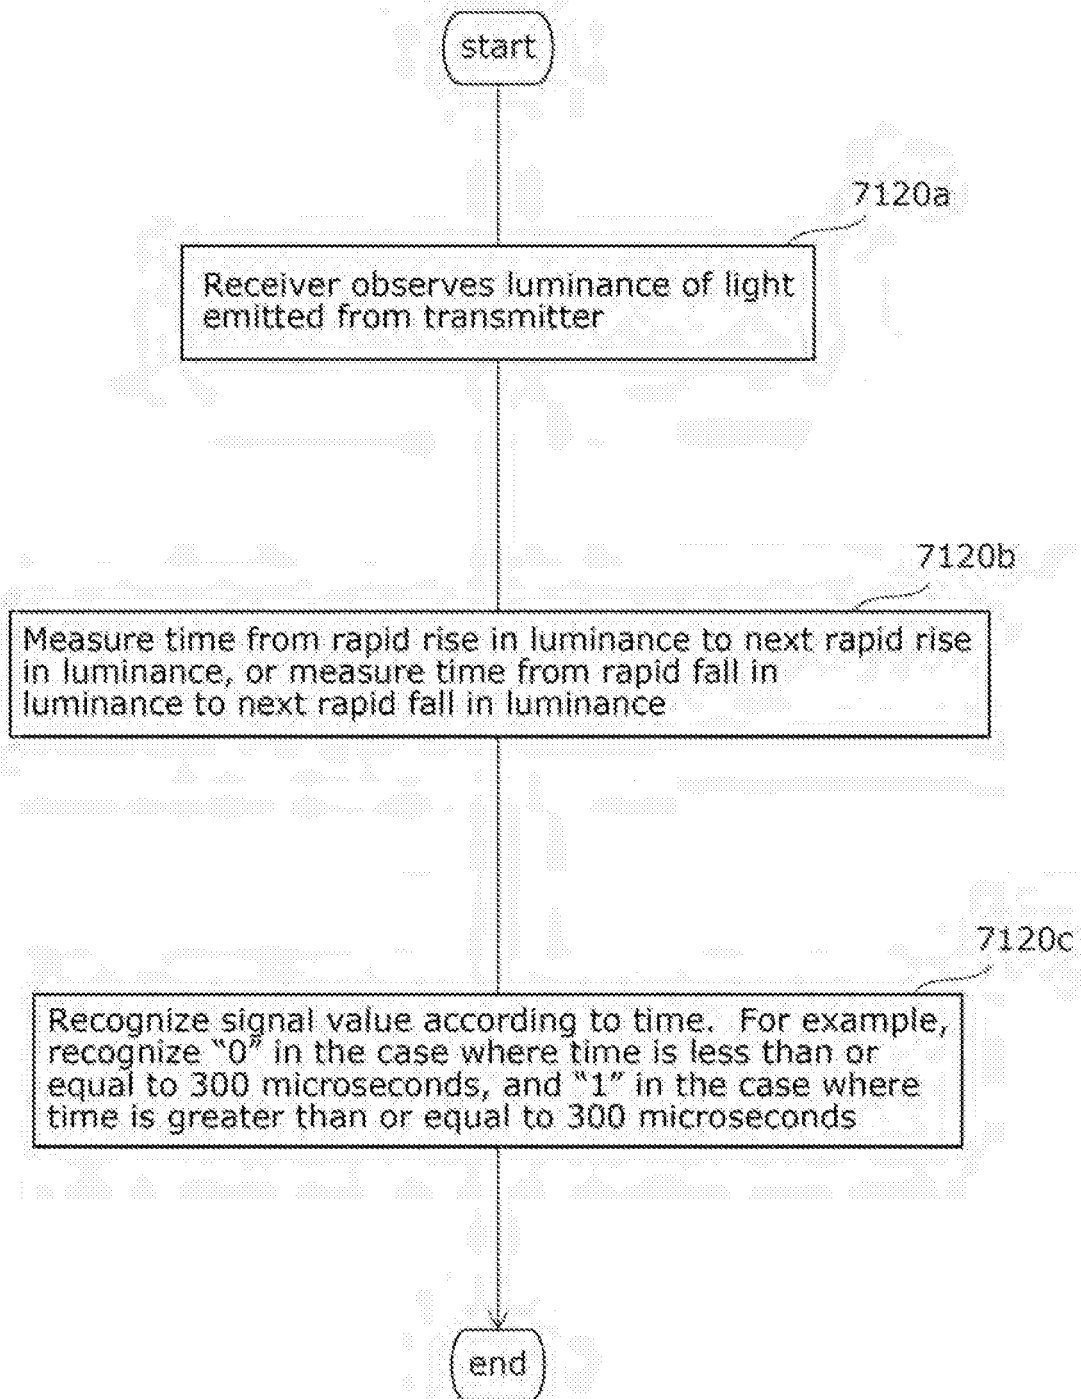 start
7120a
Receiver observes luminance of light
emitted from transmitter
7120b
Measure time from rapid rise in luminance to next rapid rise
in luminance, or measure time from rapid fall in
luminance to next rapid fall in luminance
7120c
Recognize signal value according to time.  For example,
recognize “0” in the case where time is less than or
equal to 300 microseconds, and “1” in the case where
time is greater than or equal to 300 microseconds
end